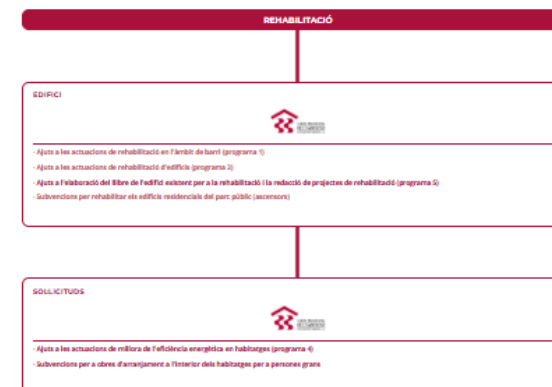 REHABILITACIÓ
EDIFICI
- Ajuts a les actuacions de rehabilitació en l'àmbit de barri (programa 1)
- Ajuts a les actuacions de rehabilitació d'edificis (programa 3)
- Ajuts a l'elaboració del llibre de l'edifici existent per a la rehabilitació i la redacció de projectes de rehabilitació (programa 5)
- Subvencions per rehabilitar els edificis residencials del parc públic (ascensors)
SOL·LICITUDS
- Ajuts a les actuacions de millora de l'eficiència energètica en habitatges (programa 4)
- Subvencions per a obres d'arranjament a l'interior dels habitatges per a persones grans